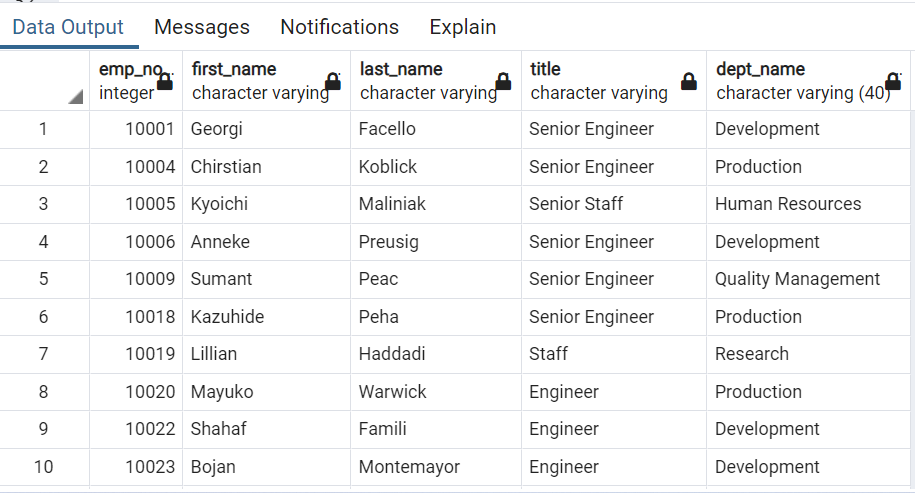 Data Output Messages Notifications Explain
emp_no.. first_name last_name title dept_name
integer character varying character varying character varying character varying (40)
1 10001 Georgi Facello Senior Engineer Development
2 10004 Chirstian Koblick Senior Engineer Production
3 10005 Kyoichi Maliniak Senior Staff Human Resources
4 10006 Anneke Preusig Senior Engineer Development
5 10009 Sumant Peac Senior Engineer Quality Management
6 10018 Kazuhide Peha Senior Engineer Production
7 10019 Lillian Haddadi Staff Research
8 10020 Mayuko Warwick Engineer Production
9 10022 Shahaf Famili Engineer Development
10 10023 Bojan Montemayor Engineer Development